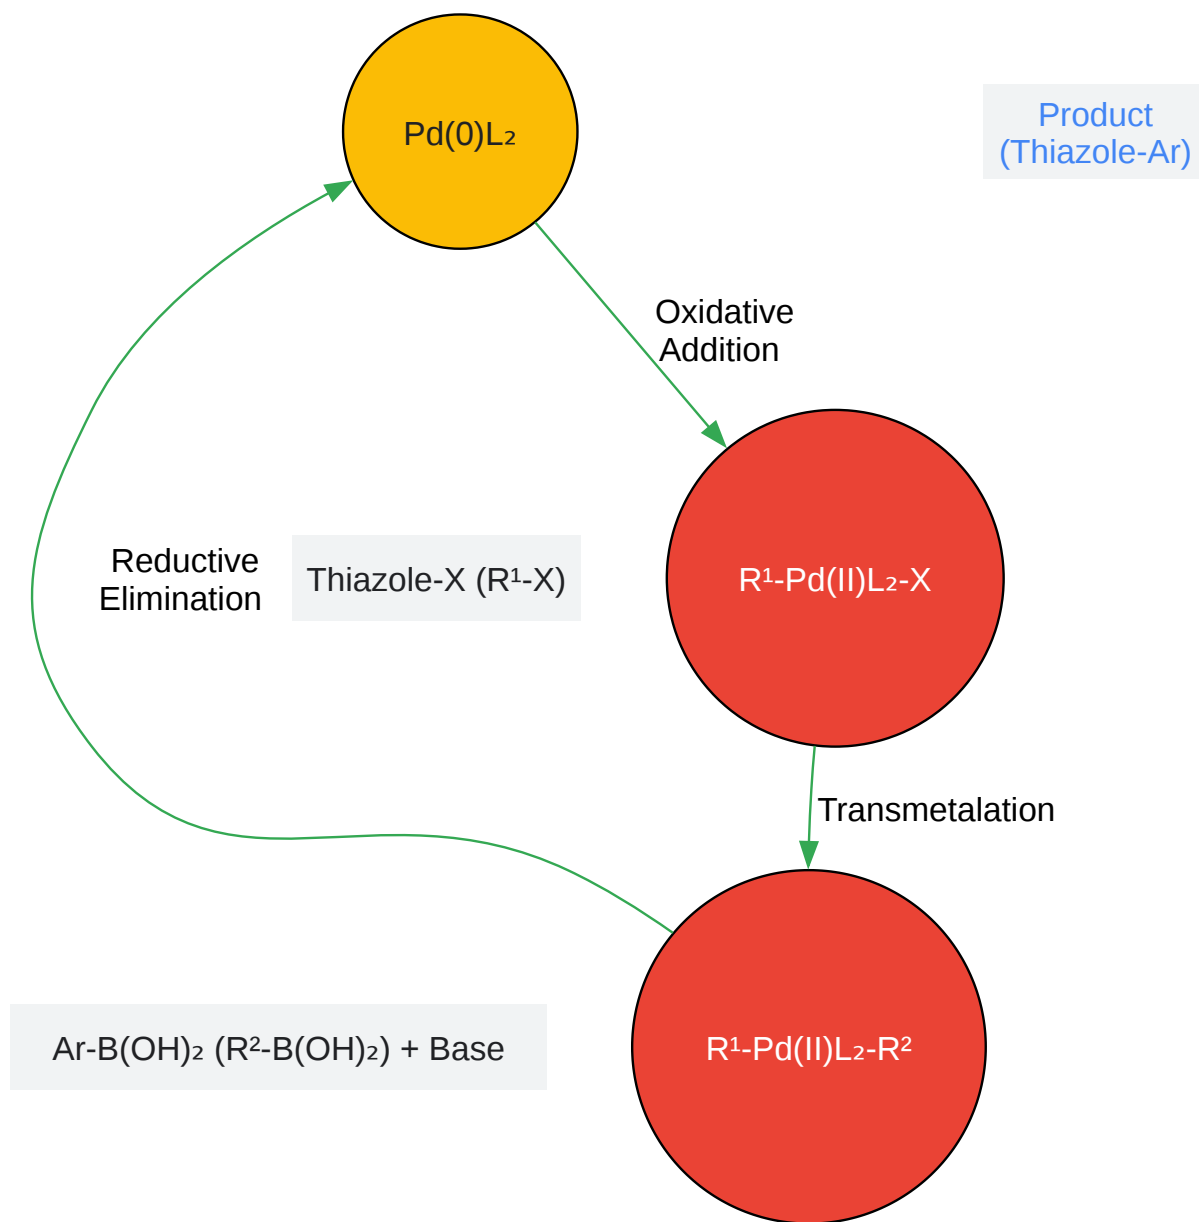 Pd(0)L₂
Product
(Thiazole-Ar)
Oxidative
Addition
Reductive
Elimination
Thiazole-X (R¹-X)
R¹-Pd(II)L₂-X
Transmetalation
Ar-B(OH)₂ (R²-B(OH)₂) + Base
R¹-Pd(II)L₂-R²